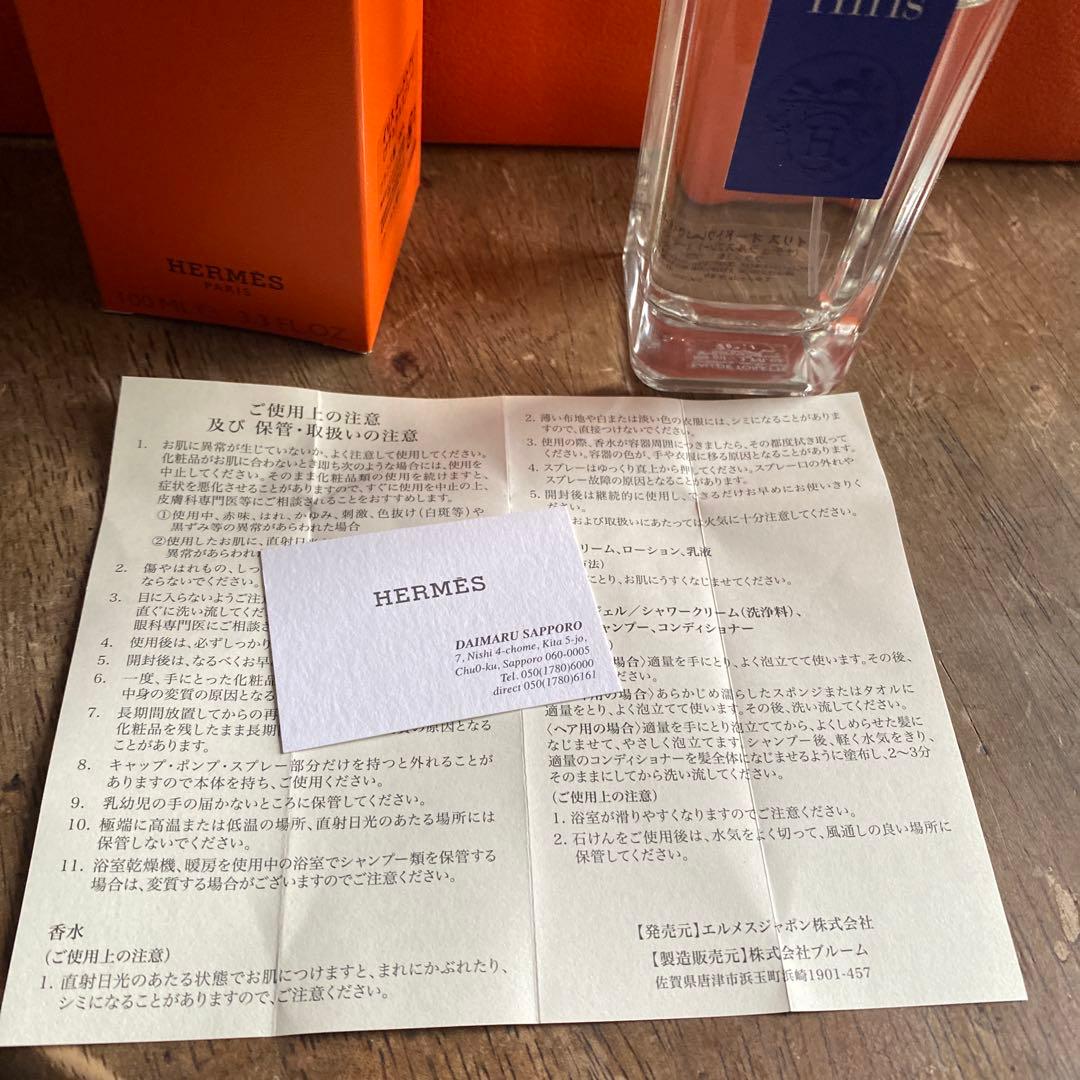 HERMÈS
PARIS
100 ML
3.3 FL.OZ
Hiris
ご使用上の注意
及び 保管・取扱いの注意
1. お肌に異常が生じていないか、よく注意して使用してください。
化粧品がお肌に合わないとき即ち次のような場合には、使用を
中止してください。そのまま化粧品類の使用を続けますと、
症状を悪化させることがありますので、すぐに使用を中止の上、
皮膚科専門医等にご相談されることをおすすめします。
①使用中、赤味、はれ、かゆみ、刺激、色抜け(白斑等)や
黒ずみ等の異常があらわれた場合
②使用したお肌に、直射日
異常があらわれ
2. 傷やはれもの、しっ
ならないでください。
3. 目に入らないようご注
直ぐに洗い流してくだ
眼科専門医にご相談さ
4. 使用後は、必ずしっかり
5. 開封後は、なるべくお早
6. 一度、手にとった化粧品
中身の変質の原因となる
7. 長期間放置してからの再
化粧品を残したまま長期 原因となる
ことがあります。
8. キャップ・ポンプ・スプレー部分だけを持つと外れることが
ありますので本体を持ち、ご使用ください。
9. 乳幼児の手の届かないところに保管してください。
10. 極端に高温または低温の場所、直射日光のあたる場所には
保管しないでください。
11. 浴室乾燥機、暖房を使用中の浴室でシャンプー類を保管する
場合は、変質する場合がございますのでご注意ください。
香水
(ご使用上の注意)
1. 直射日光のあたる状態でお肌につけますと、まれにかぶれたり、
シミになることがありますので、ご注意ください。
2. 薄い布地や白または淡い色の衣服には、シミになることがありま
すので、直接つけないでください。
3. 使用の際、香水が容器周囲につきましたら、その都度拭き取って
ください。容器の色が、手や衣服に移る原因となることがあります。
4. スプレーはゆっくり真上から押してください。スプレー口の外れや
スプレー故障の原因となることがあります。
5. 開封後は継続的に使用し、できるだけお早めにお使いきりく
ださい。
および取扱いにあたっては火気に十分注意してください。
リーム、ローション、乳液
法)
にとり、お肌にうすくなじませてください。
ジェル/シャワークリーム(洗浄料)、
ャンプー、コンディショナー
場合〉適量を手にとり、よく泡立てて使います。その後、
ださい。
用の場合〉あらかじめ濡らしたスポンジまたはタオルに
適量をとり、よく泡立てて使います。その後、洗い流してください。
〈ヘア用の場合〉適量を手にとり泡立ててから、よくしめらせた髪に
なじませて、やさしく泡立てます。シャンプー後、軽く水気をきり、
適量のコンディショナーを髪全体になじませるように塗布し、2〜3分
そのままにしてから洗い流してください。
(ご使用上の注意)
1. 浴室が滑りやすくなりますのでご注意ください。
2. 石けんをご使用後は、水気をよく切って、風通しの良い場所に
保管してください。
【発売元】エルメスジャポン株式会社
【製造販売元】株式会社ブルーム
佐賀県唐津市浜玉町浜崎1901-457
HERMÈS
DAIMARU SAPPORO
7, Nishi 4-chome, Kita 5-jo,
Chu0-ku, Sapporo 060-0005
Tel. 050(1780)6000
direct 050(1780)6161